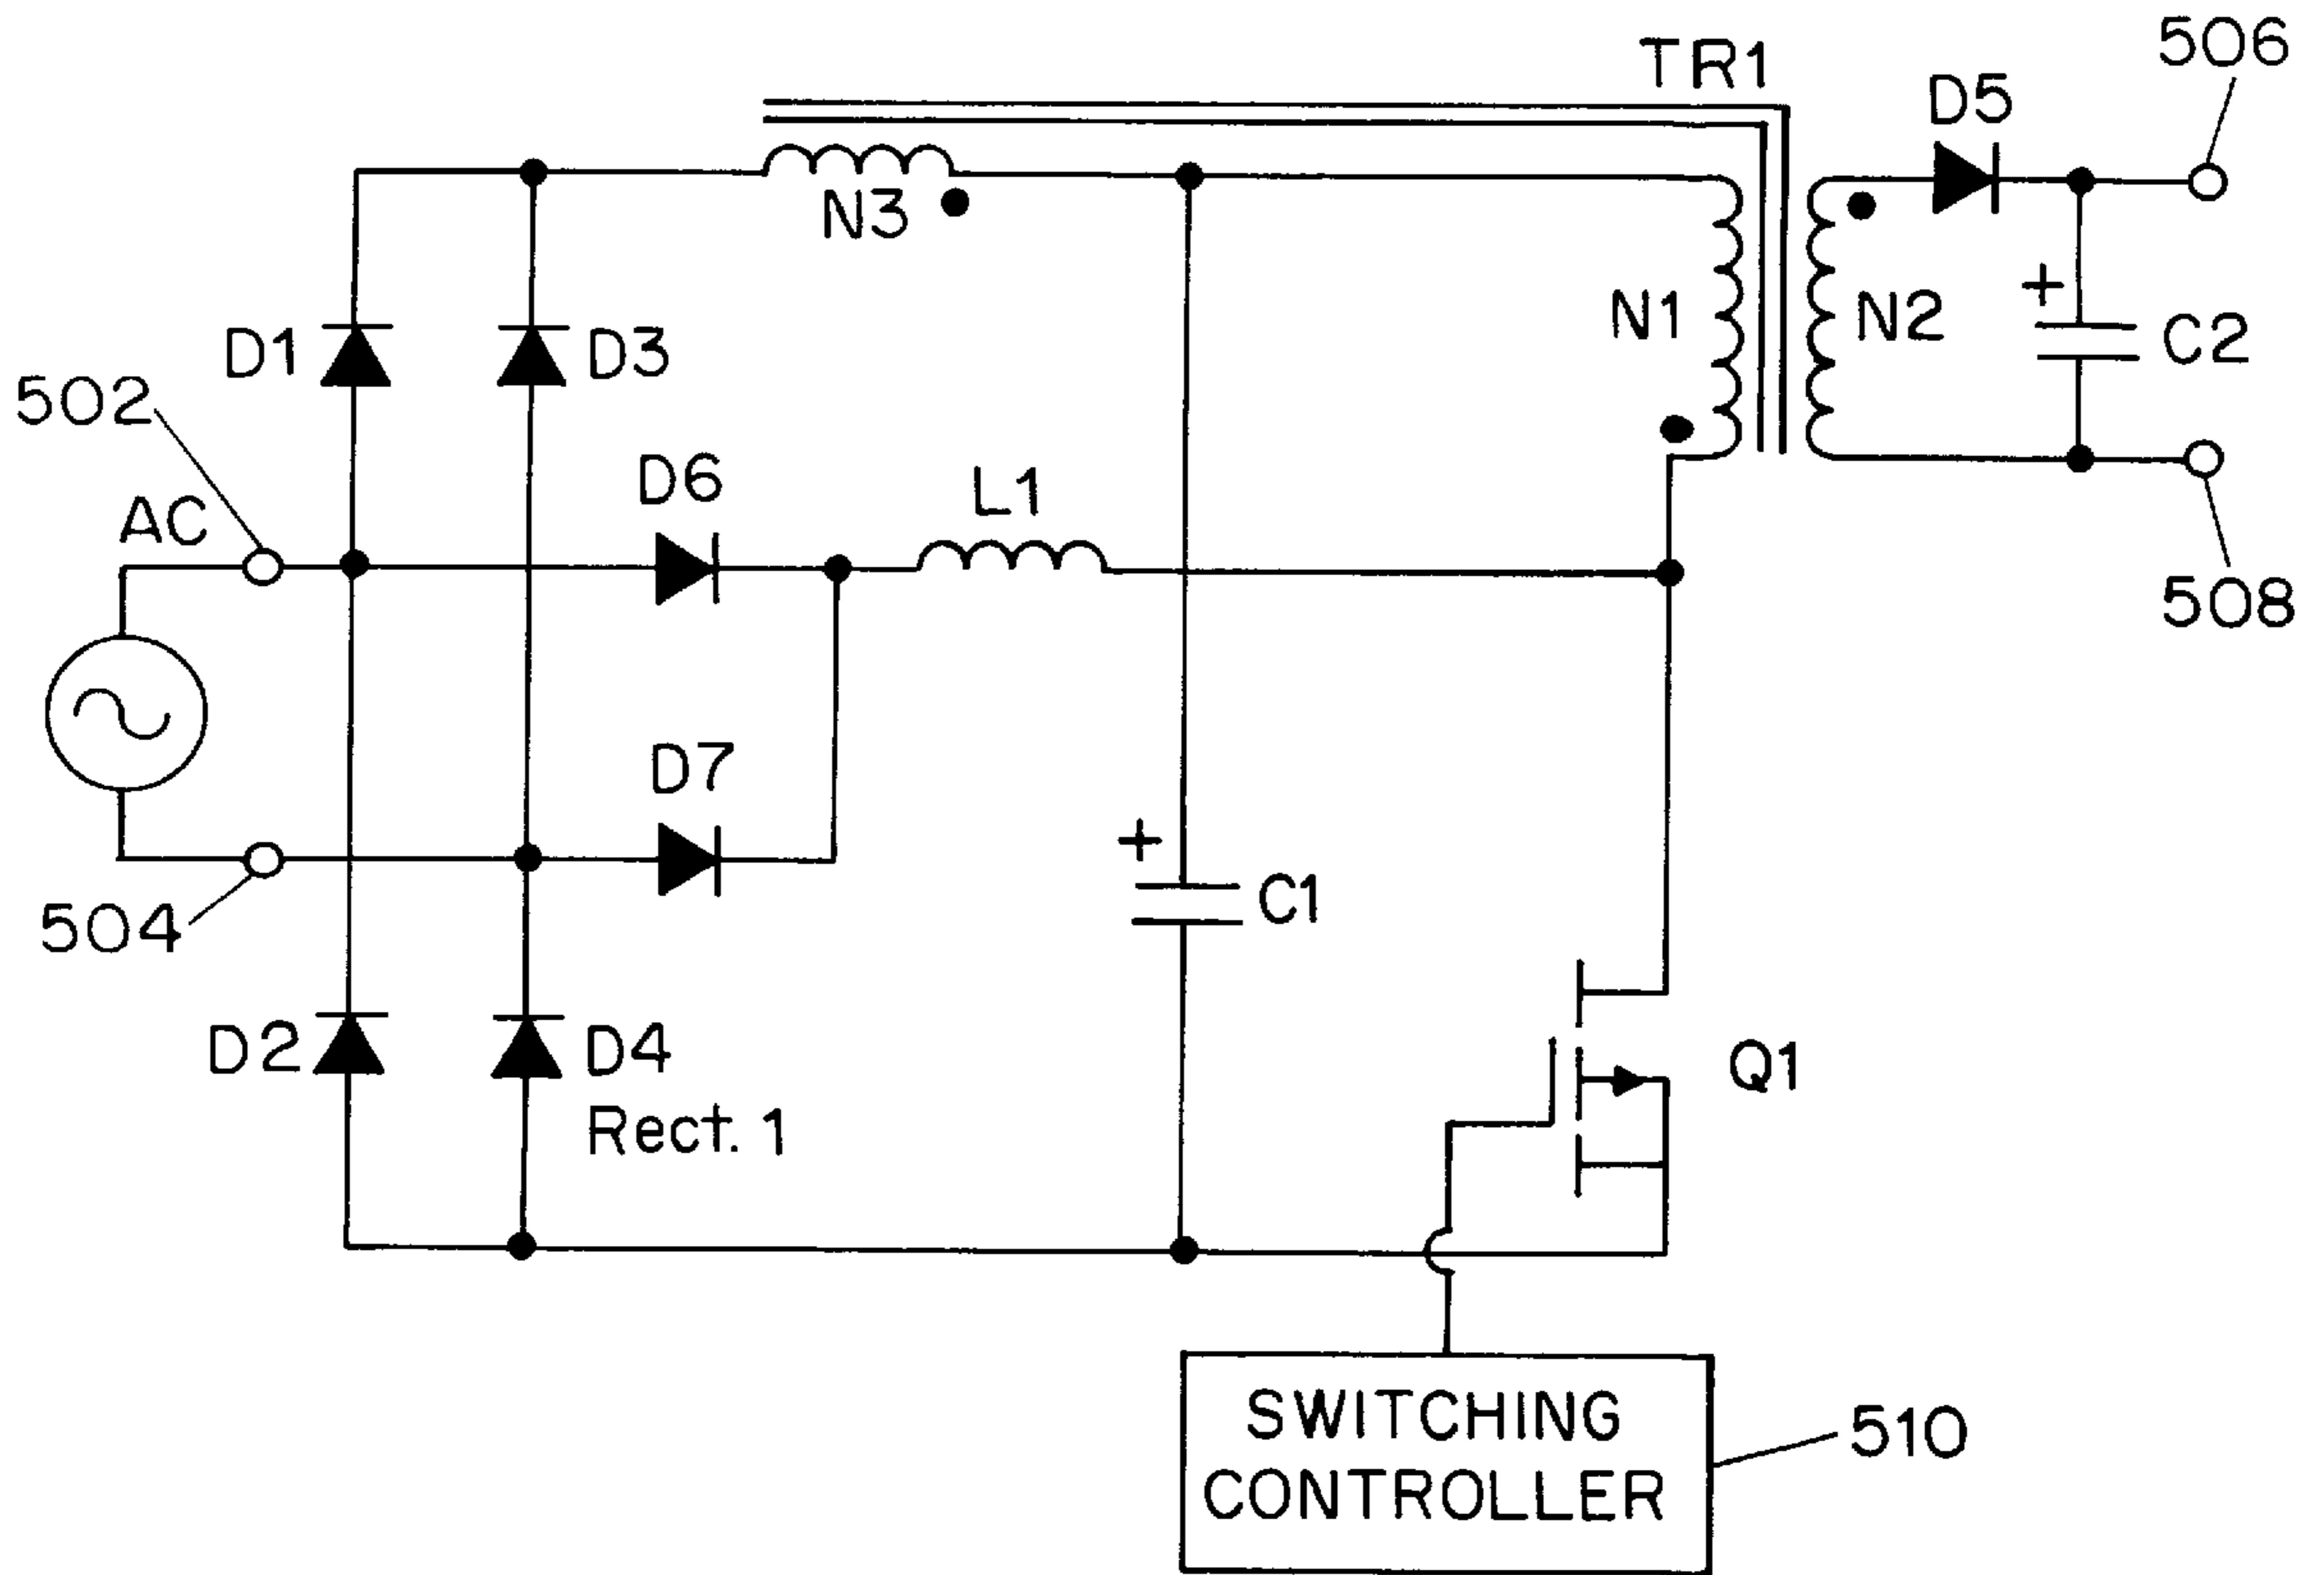 TR1
506
D5
N3
N1
N2
C2
D1
D3
502
D6
L1
AC
508
D7
504
C1
D2
D4
Q1
Rect. 1
SWITCHING
CONTROLLER
510